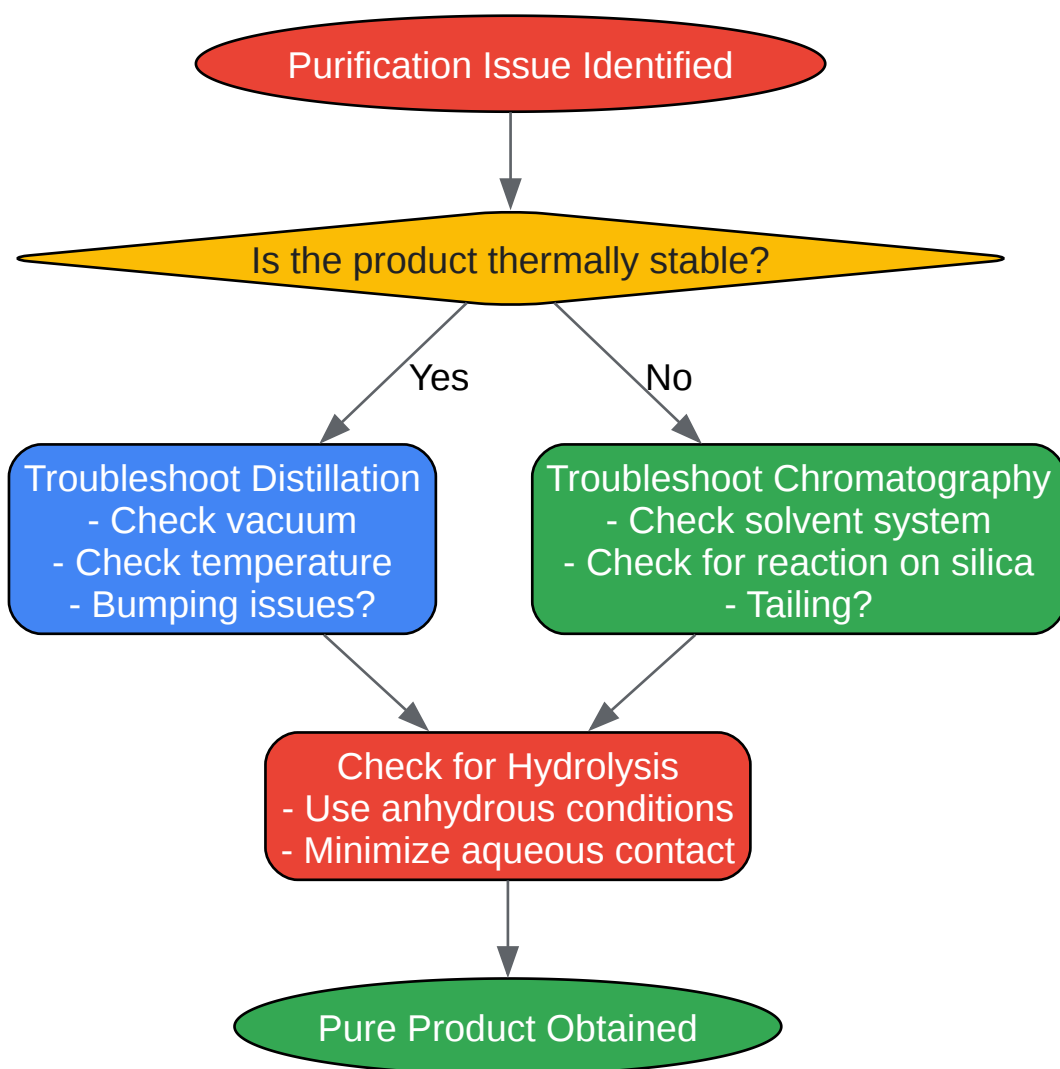 Purification Issue Identified
Is the product thermally stable?
Yes
No
Troubleshoot Distillation
- Check vacuum
- Check temperature
- Bumping issues?
Troubleshoot Chromatography
- Check solvent system
- Check for reaction on silica
- Tailing?
Check for Hydrolysis
- Use anhydrous conditions
- Minimize aqueous contact
Pure Product Obtained